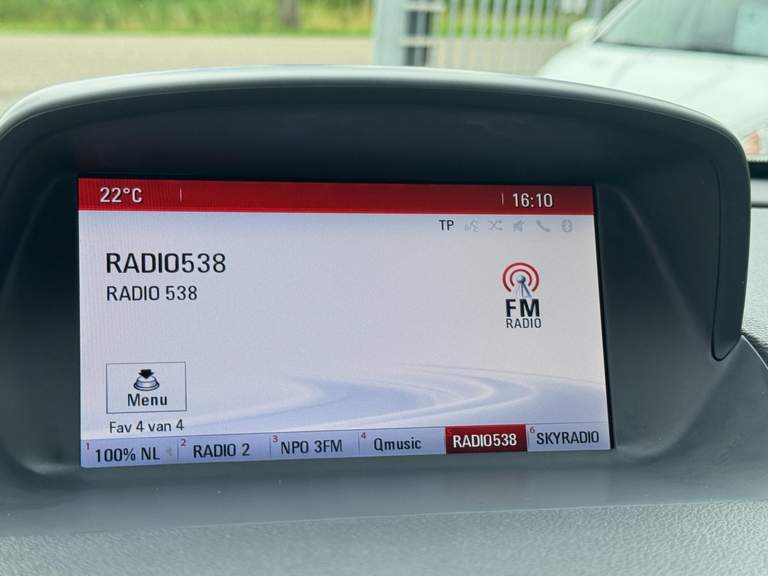 22°C 16:10
TP
RADIO538
RADIO 538
FM
RADIO
Menu
Fav 4 van 4
1 100% NL 2 RADIO 2 3 NPO 3FM 4 Qmusic 5 RADIO538 6 SKYRADIO